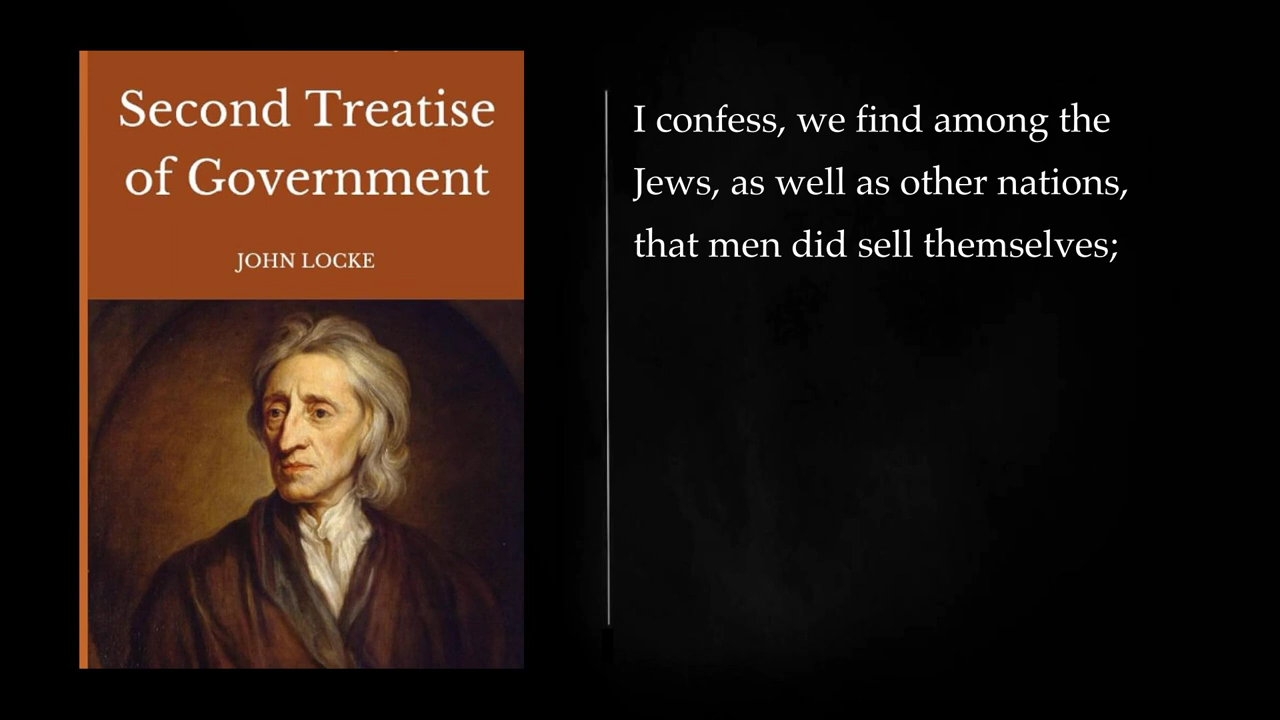 Second Treatise
of Government
JOHN LOCKE
I confess, we find among the
Jews, as well as other nations,
that men did sell themselves;